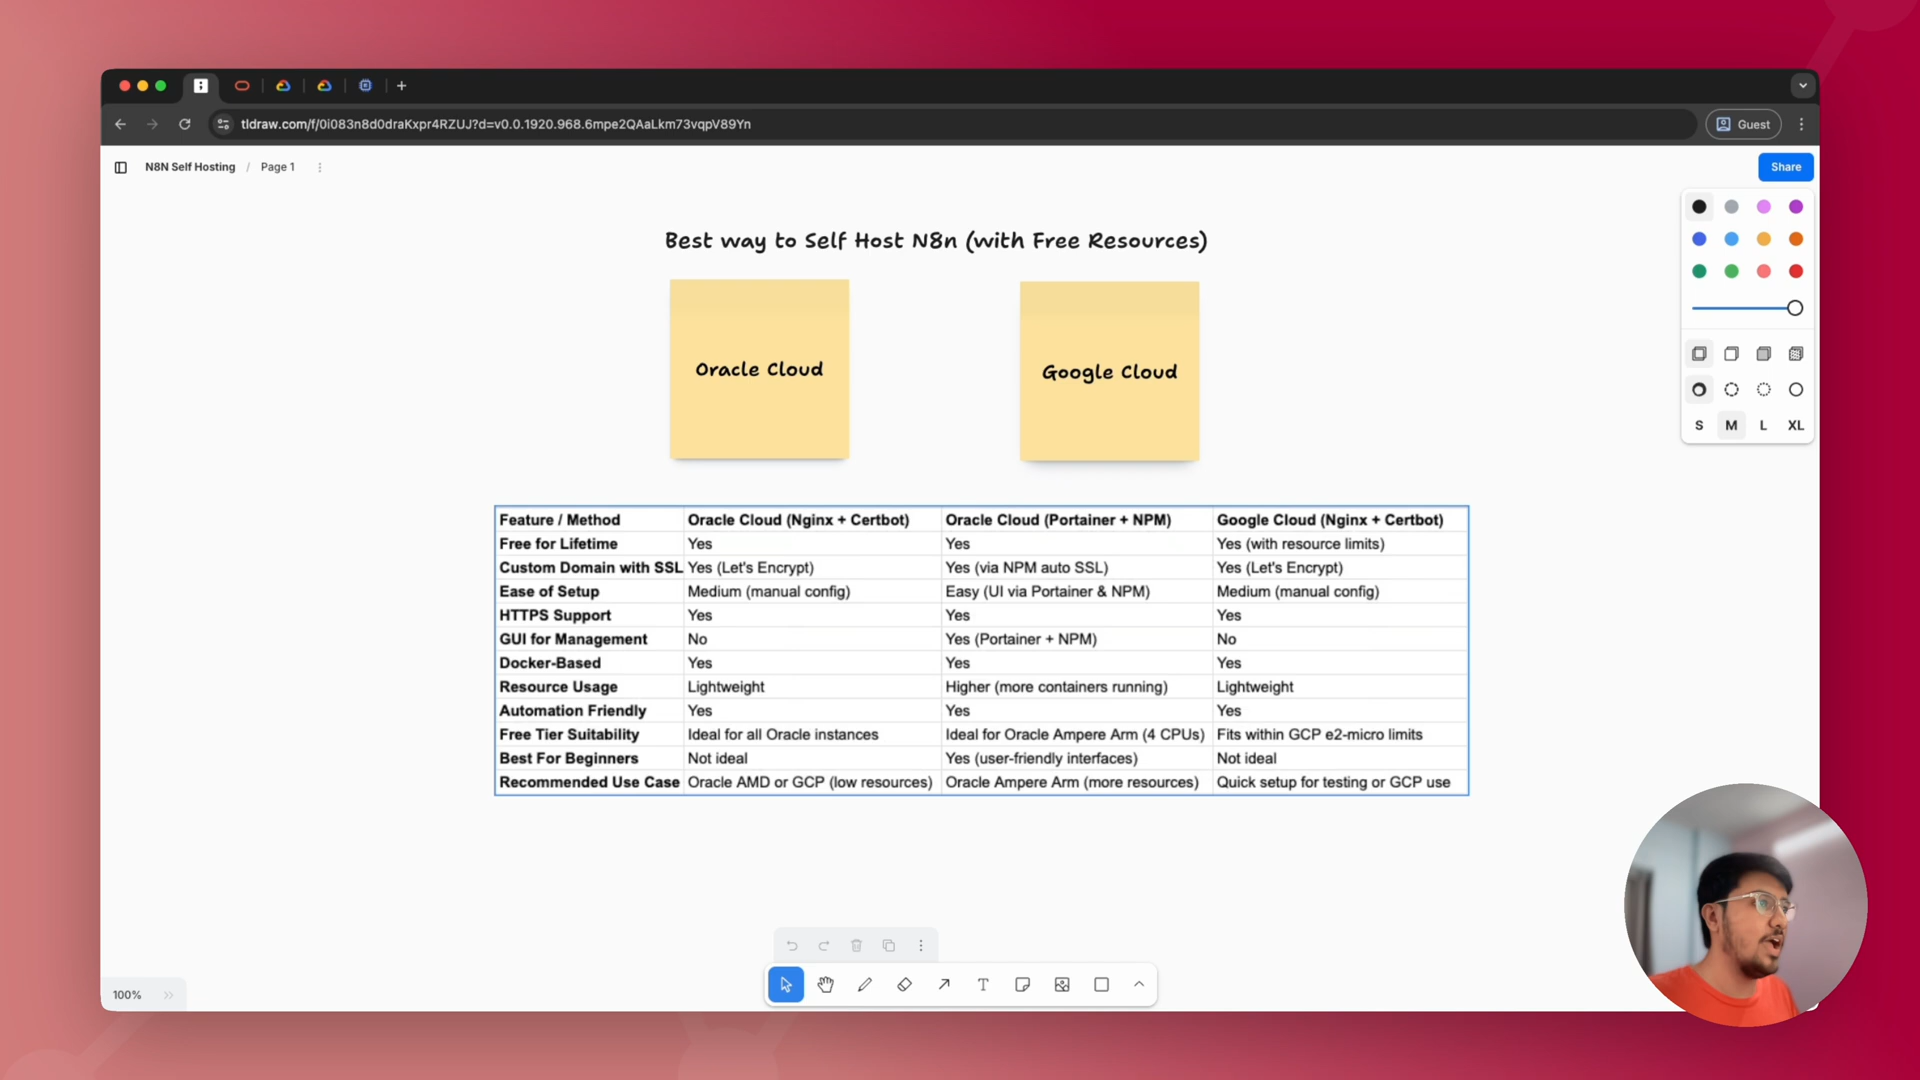 tldraw.com/f/0i083n8d0draKxpr4RZUJ?d=v0.0.1920.968.6mpe2QAaLkm73vqpV89Yn
Guest
N8N Self Hosting / Page 1
Share
Best way to Self Host N8n (with Free Resources)
Oracle Cloud
Google Cloud
S M L XL
Feature / Method Oracle Cloud (Nginx + Certbot) Oracle Cloud (Portainer + NPM) Google Cloud (Nginx + Certbot)
Free for Lifetime Yes Yes Yes (with resource limits)
Custom Domain with SSL Yes (Let's Encrypt) Yes (via NPM auto SSL) Yes (Let's Encrypt)
Ease of Setup Medium (manual config) Easy (UI via Portainer & NPM) Medium (manual config)
HTTPS Support Yes Yes Yes
GUI for Management No Yes (Portainer + NPM) No
Docker-Based Yes Yes Yes
Resource Usage Lightweight Higher (more containers running) Lightweight
Automation Friendly Yes Yes Yes
Free Tier Suitability Ideal for all Oracle instances Ideal for Oracle Ampere Arm (4 CPUs) Fits within GCP e2-micro limits
Best For Beginners Not ideal Yes (user-friendly interfaces) Not ideal
Recommended Use Case Oracle AMD or GCP (low resources) Oracle Ampere Arm (more resources) Quick setup for testing or GCP use
T
100%